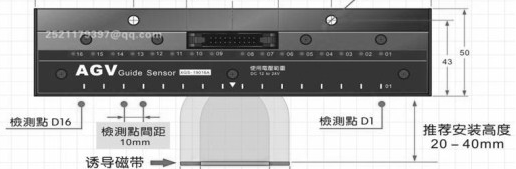 2521179397@qq.com
16 15 14 13 12 11 10 09 08 07 06 05 04 03 02 01
AGV Guide Sensor
使用電壓範圍
DC 12 to 24V
01
43
50
檢測點 D16
檢測點間距
10mm
檢測點 D1
推荐安装高度
20－40mm
诱导磁带